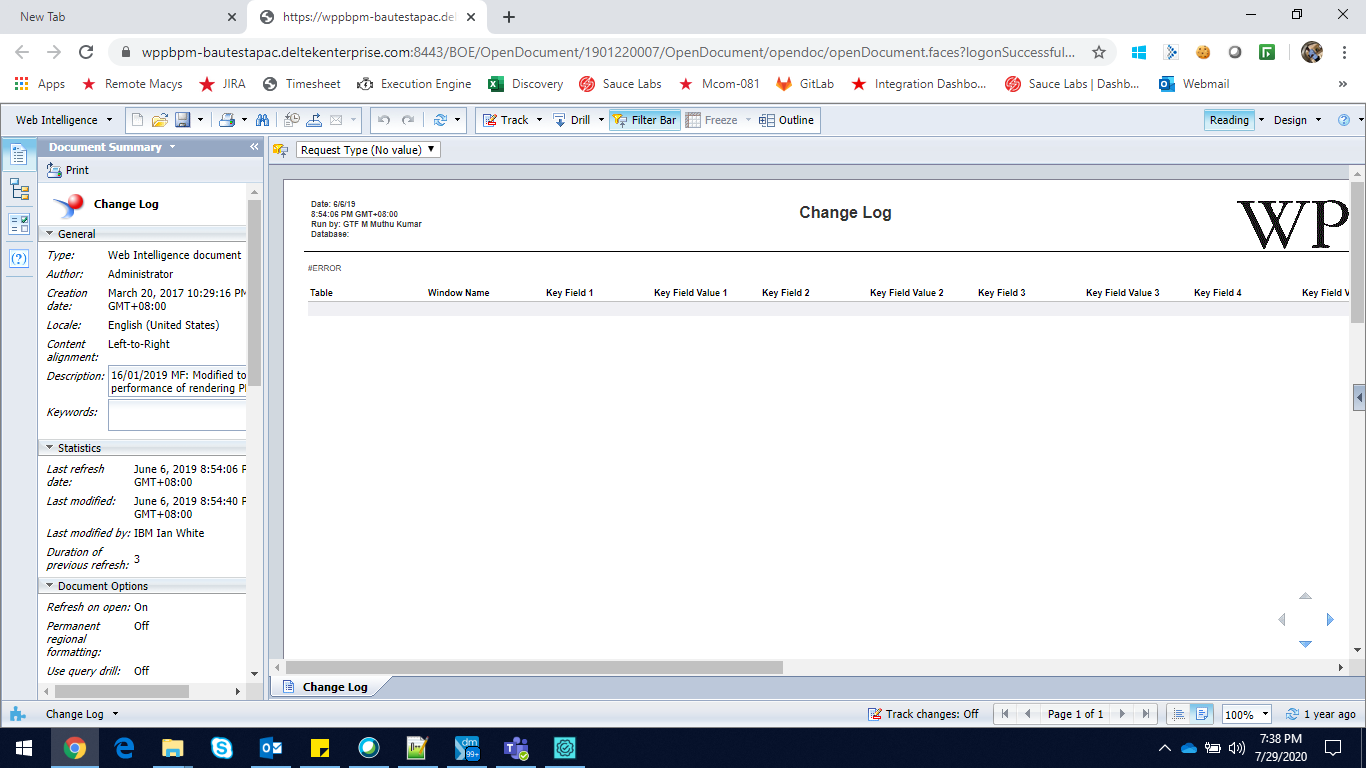 New Tab
https://wppbpm-bautestapac.del
wppbpm-bautestapac.deltekenterprise.com:8443/BOE/OpenDocument/1901220007/OpenDocument/opendoc/openDocument.faces?logonSuccessful...
Apps Remote Macys JIRA Timesheet Execution Engine Discovery Sauce Labs Mcom-081 GitLab Integration Dashbo... Sauce Labs | Dashb... Webmail »
Web Intelligence Track Drill Filter Bar Freeze Outline Reading Design
Document Summary «
Request Type (No value)
Print
Change Log
General
Type: Web Intelligence document
Author: Administrator
Creation date: March 20, 2017 10:29:16 PM GMT+08:00
Locale: English (United States)
Content alignment: Left-to-Right
Description: 16/01/2019 MF: Modified to
performance of rendering P
Keywords:
Statistics
Last refresh date: June 6, 2019 8:54:06 P GMT+08:00
Last modified: June 6, 2019 8:54:40 P GMT+08:00
Last modified by: IBM Ian White
Duration of previous refresh: 3
Document Options
Refresh on open: On
Permanent regional formatting: Off
Use query drill: Off
Date: 6/6/19
8:54:06 PM GMT+08:00
Run by: GTF M Muthu Kumar
Database:
Change Log
WP
#ERROR
Table Window Name Key Field 1 Key Field Value 1 Key Field 2 Key Field Value 2 Key Field 3 Key Field Value 3 Key Field 4 Key Field V
Change Log
Change Log Track changes: Off Page 1 of 1 100% 1 year ago
dm
99+
7:38 PM
7/29/2020